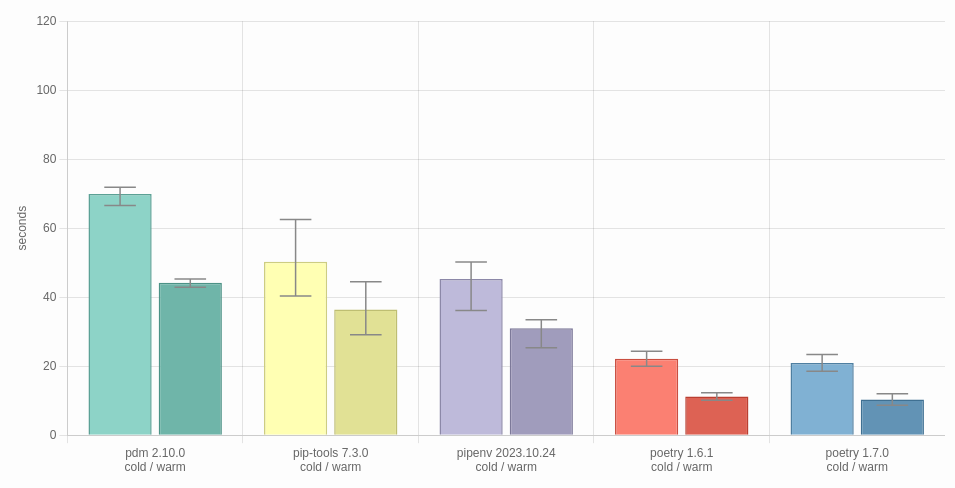 120
100
80
60
40
20
0
seconds
pdm 2.10.0
cold / warm
pip-tools 7.3.0
cold / warm
pipenv 2023.10.24
cold / warm
poetry 1.6.1
cold / warm
poetry 1.7.0
cold / warm